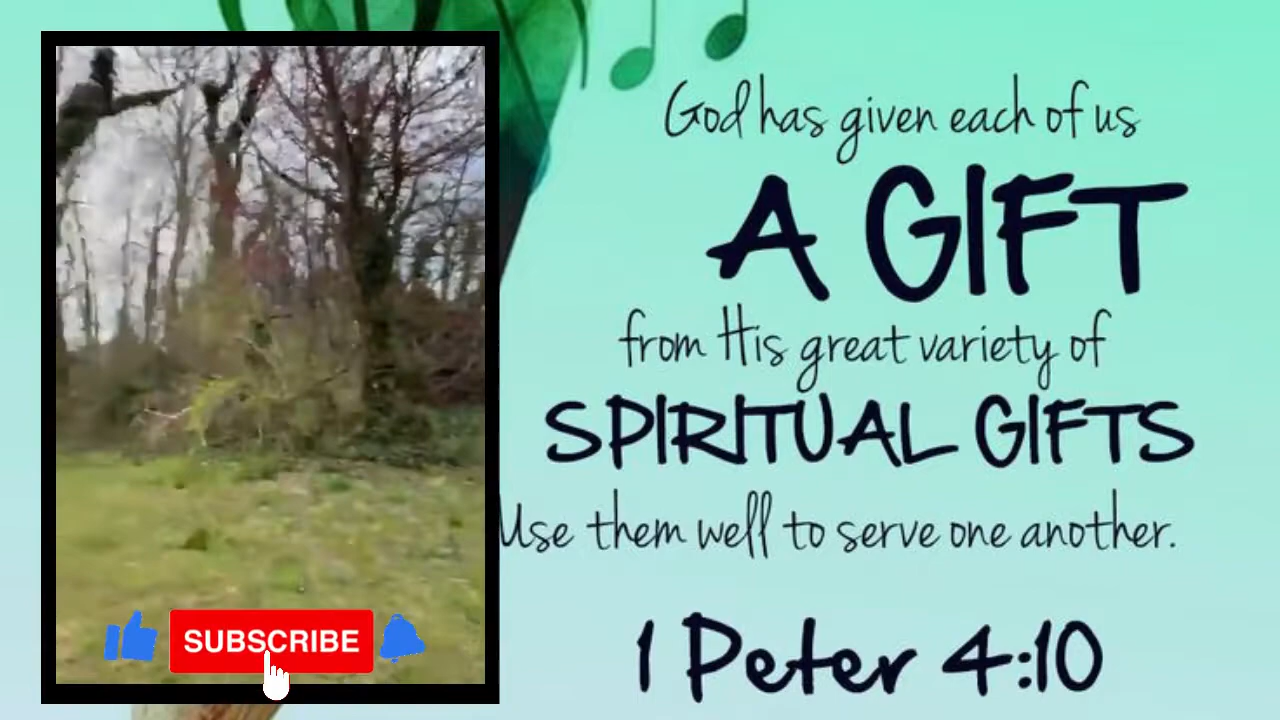 God has given each of us
A GIFT
from His great variety of
SPIRITUAL GIFTS
Use them well to serve one another.
1 Peter 4:10
SUBSCRIBE